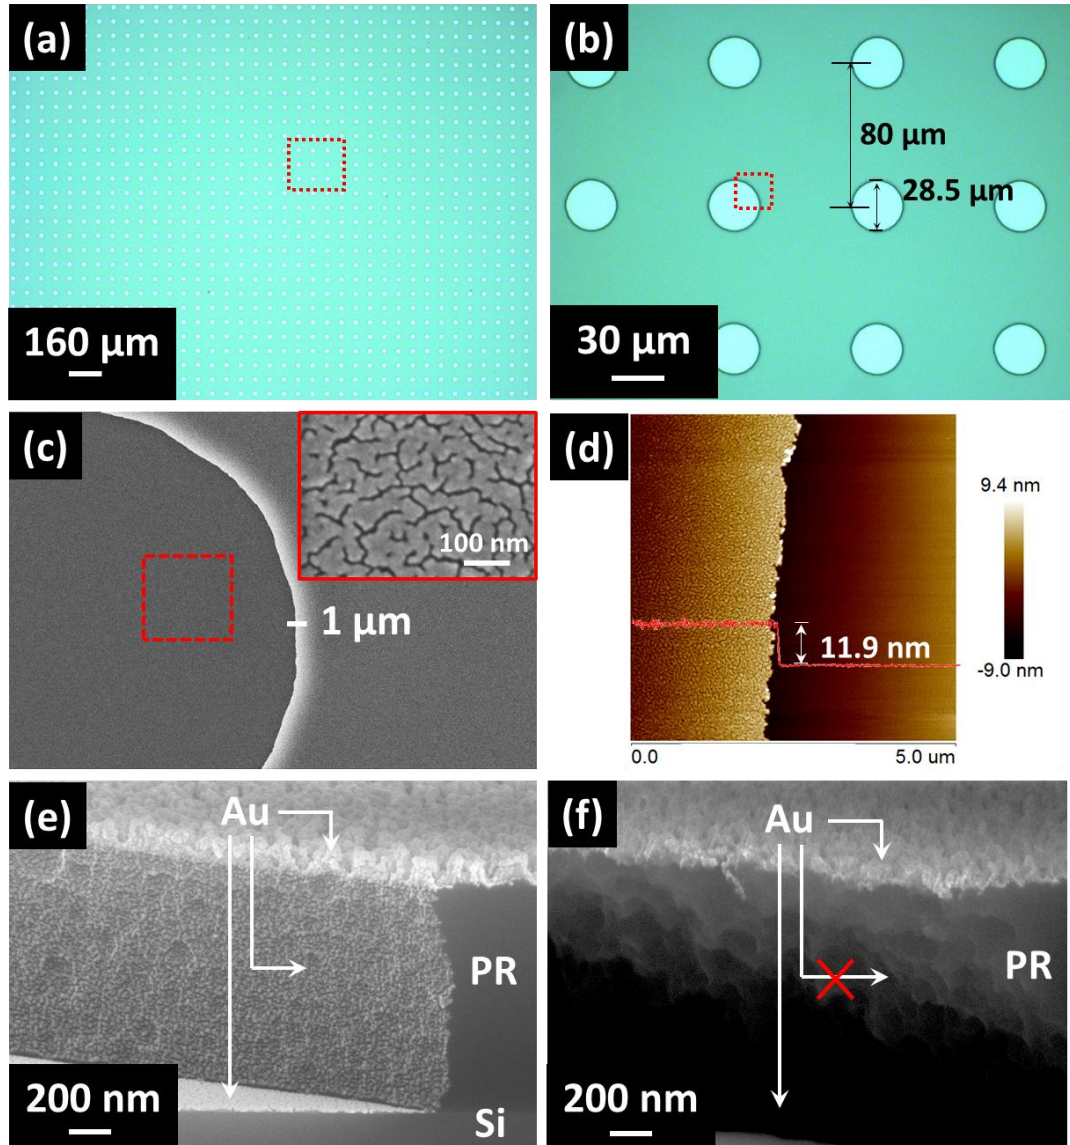 (a)
160 μm
(b)
80 μm
28.5 μm
30 μm
(c)
100 nm
1 μm
(d)
9.4 nm
11.9 nm
-9.0 nm
0.0
5.0 um
(e)
Au
PR
200 nm
Si
(f)
Au
PR
200 nm